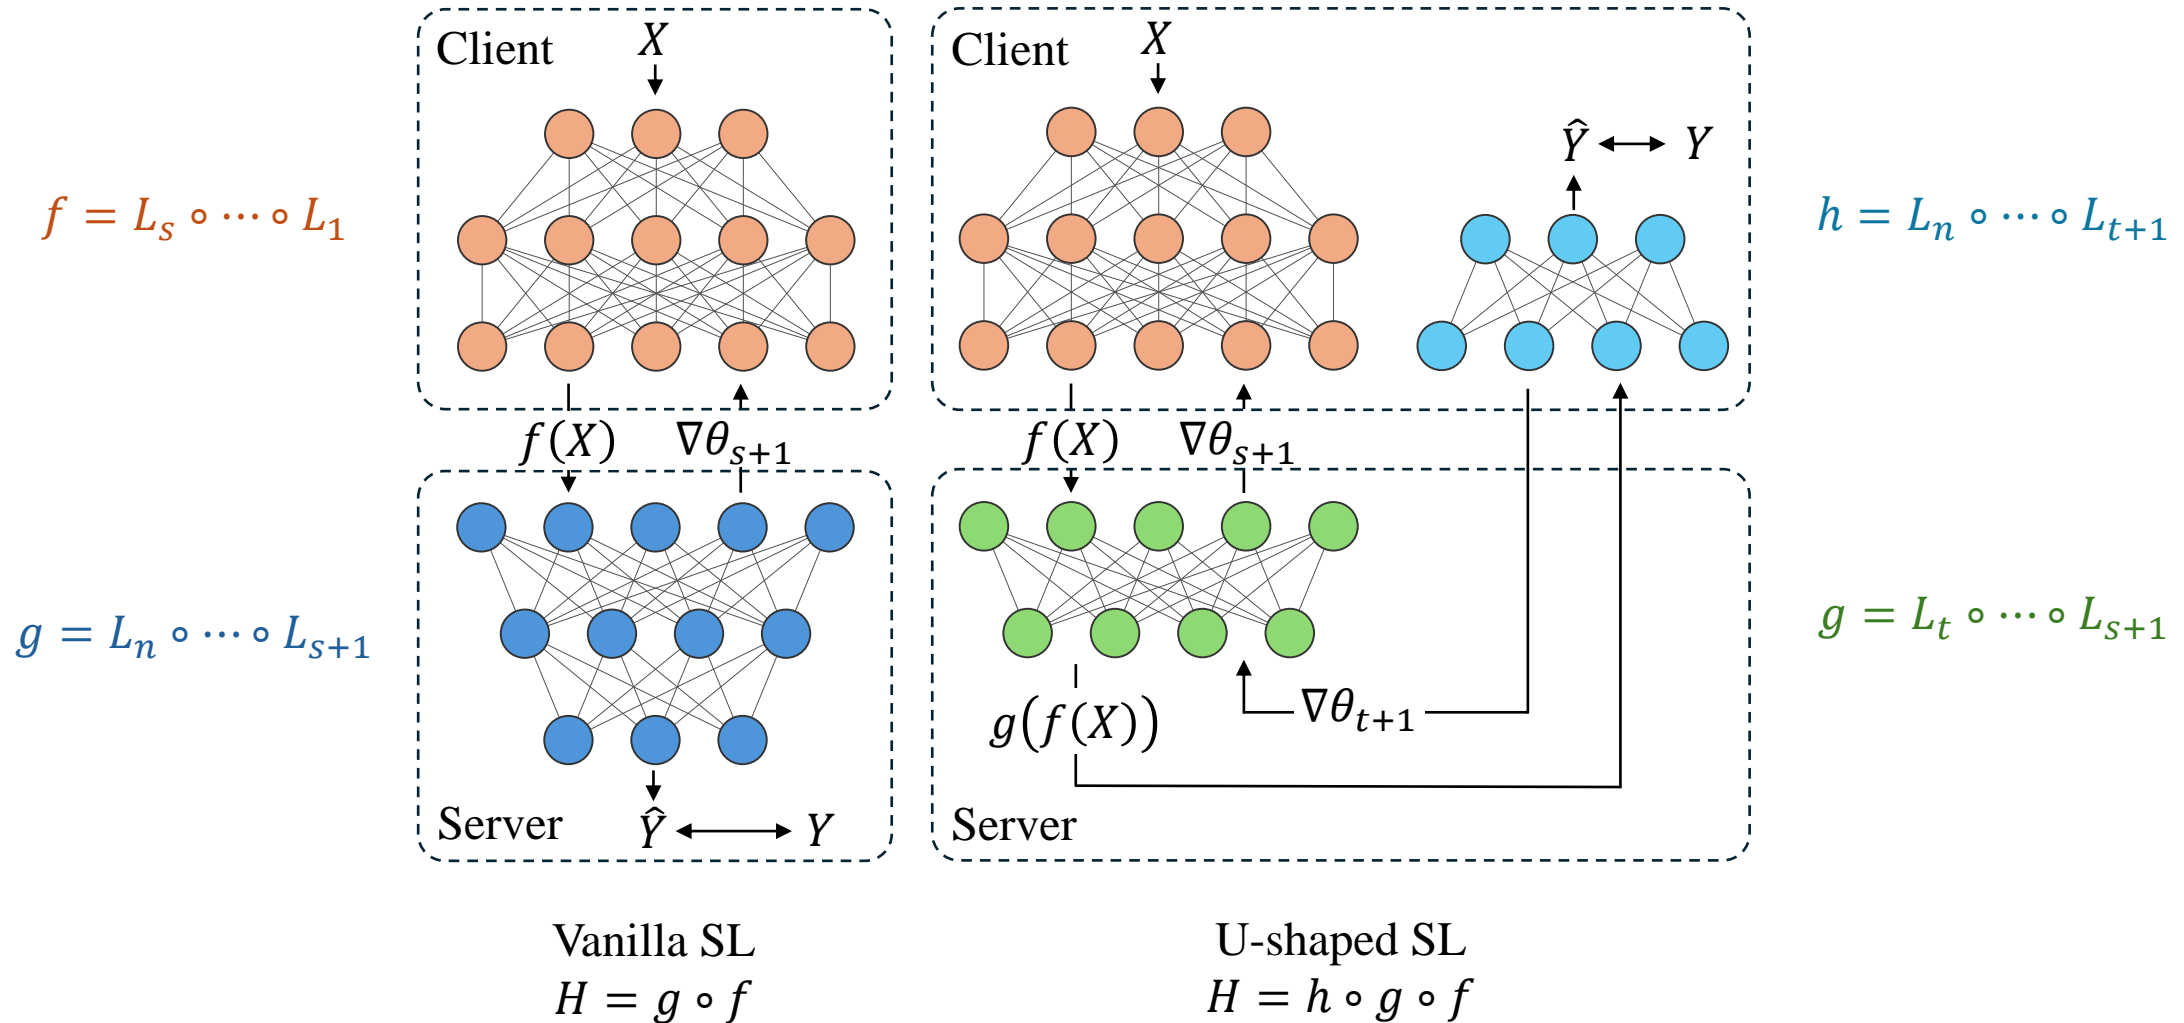 Client
X
f = L_s ∘ ⋯ ∘ L_1
f(X)
∇θ_{s+1}
g = L_n ∘ ⋯ ∘ L_{s+1}
Server
Ŷ
Y
Vanilla SL
H = g ∘ f
Client
X
Ŷ
Y
h = L_n ∘ ⋯ ∘ L_{t+1}
f(X)
∇θ_{s+1}
g(f(X))
∇θ_{t+1}
g = L_t ∘ ⋯ ∘ L_{s+1}
Server
U-shaped SL
H = h ∘ g ∘ f